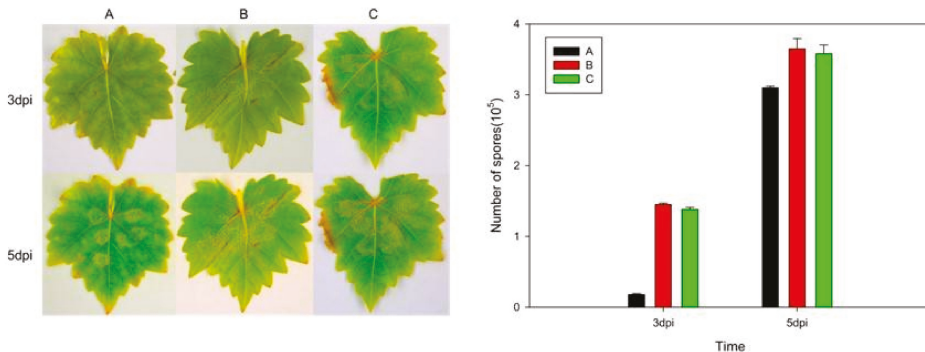 A B C
3dpi
5dpi
4
3
2
1
0
Number of spores(10⁵)
A
B
C
3dpi 5dpi
Time